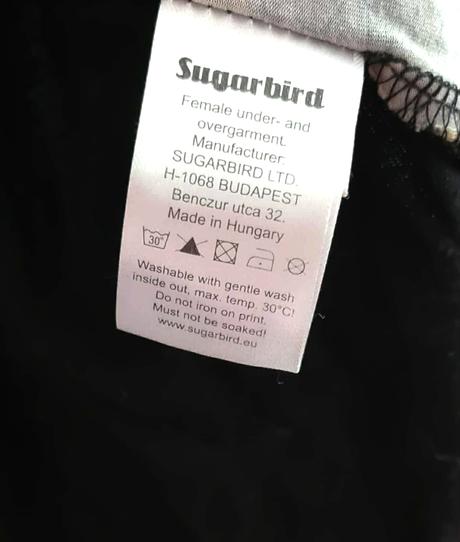 Sugarbird
Female under- and
overgarment.
Manufacturer:
SUGARBIRD LTD.
H-1068 BUDAPEST
Benczur utca 32.
Made in Hungary
30°
Washable with gentle wash
inside out, max. temp. 30°C!
Do not iron on print.
Must not be soaked!
www.sugarbird.eu